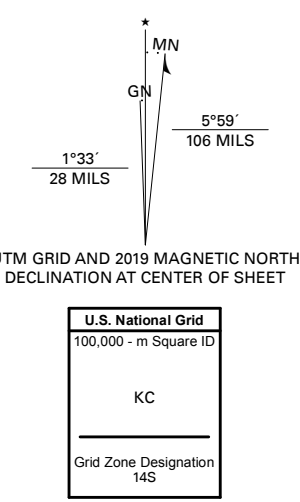 ★
MN
GN
5°59´
106 MILS
1°33´
28 MILS
UTM GRID AND 2019 MAGNETIC NORTH
DECLINATION AT CENTER OF SHEET
U.S. National Grid
100,000 - m Square ID
KC
Grid Zone Designation
14S